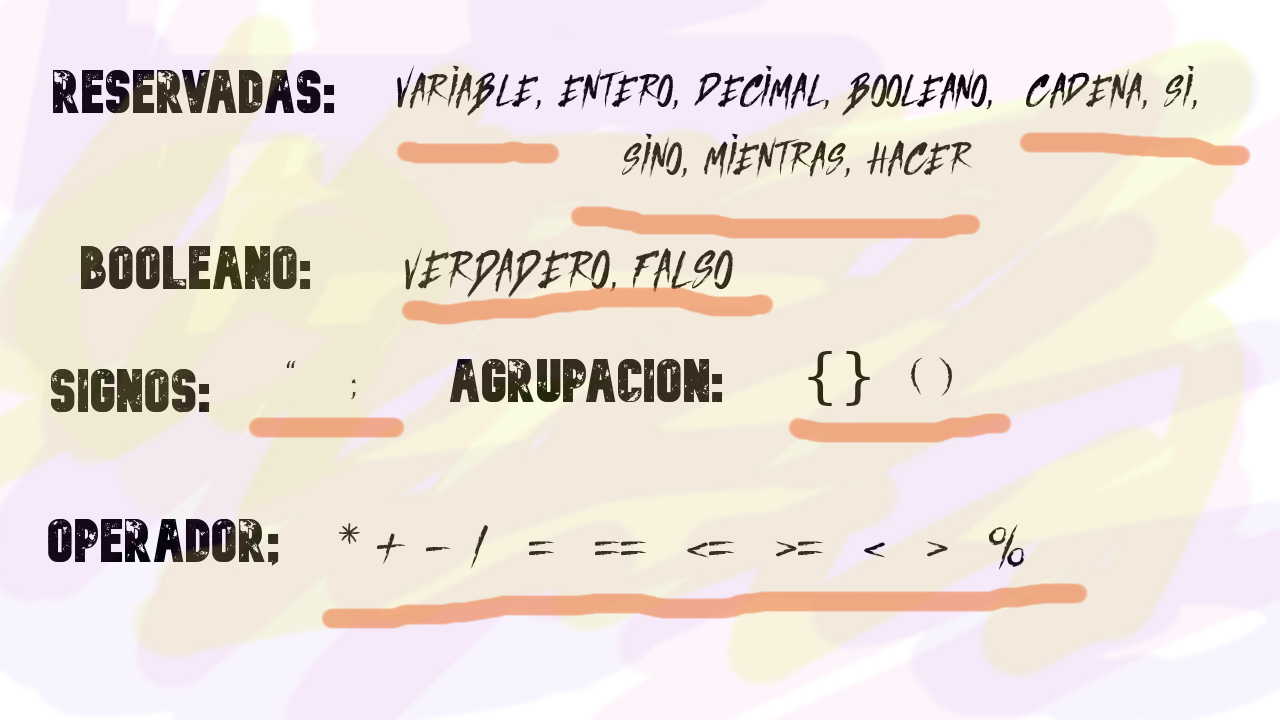 RESERVADAS: VARIABLE, ENTERO, DECIMAL, BOOLEANO, CADENA, SI,
SINO, MIENTRAS, HACER
BOOLEANO: VERDADERO, FALSO
SIGNOS: “ ; AGRUPACION: {} ( )
OPERADOR; * + - / = == <= >= < > %